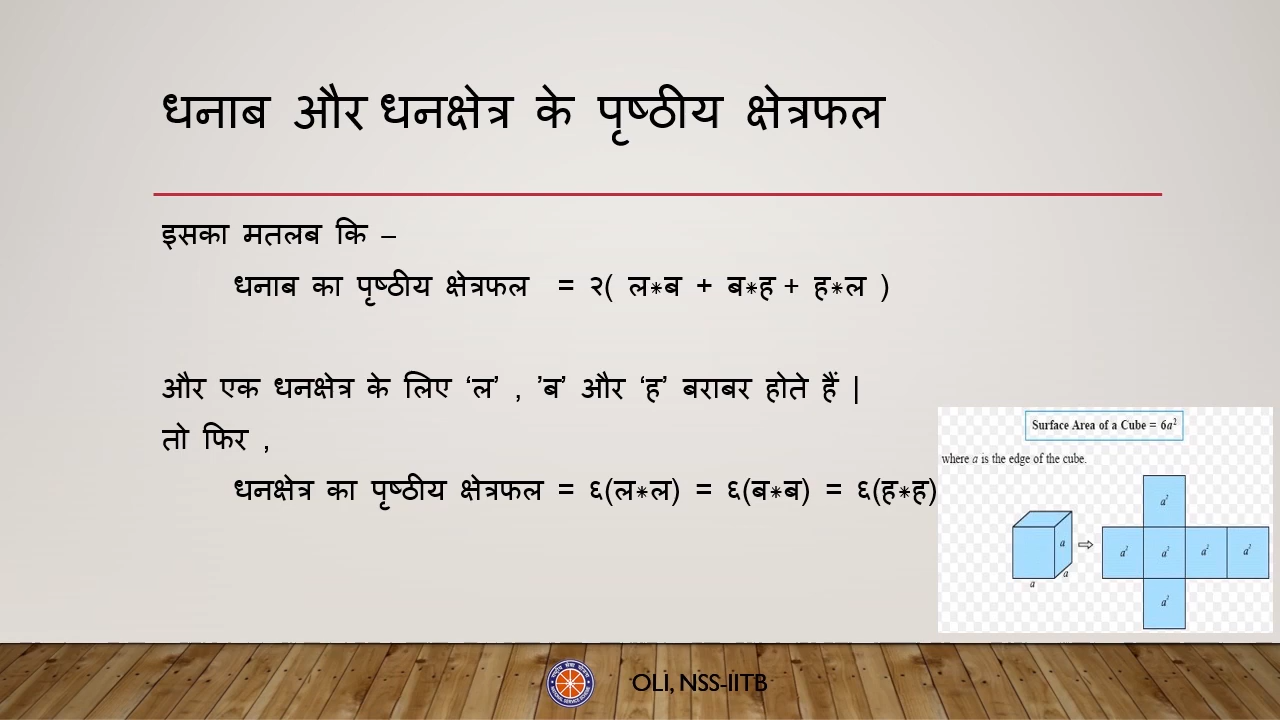 धनाब और धनक्षेत्र के पृष्ठीय क्षेत्रफल
इसका मतलब कि –
धनाब का पृष्ठीय क्षेत्रफल = २( ल*ब + ब*ह + ह*ल )
और एक धनक्षेत्र के लिए ‘ल’ , ’ब’ और ‘ह’ बराबर होते हैं |
तो फिर ,
धनक्षेत्र का पृष्ठीय क्षेत्रफल = ६(ल*ल) = ६(ब*ब) = ६(ह*ह)
Surface Area of a Cube = 6a²
where a is the edge of the cube.
a²
a
a² a² a² a²
a
a
a²
OLI, NSS-IITB